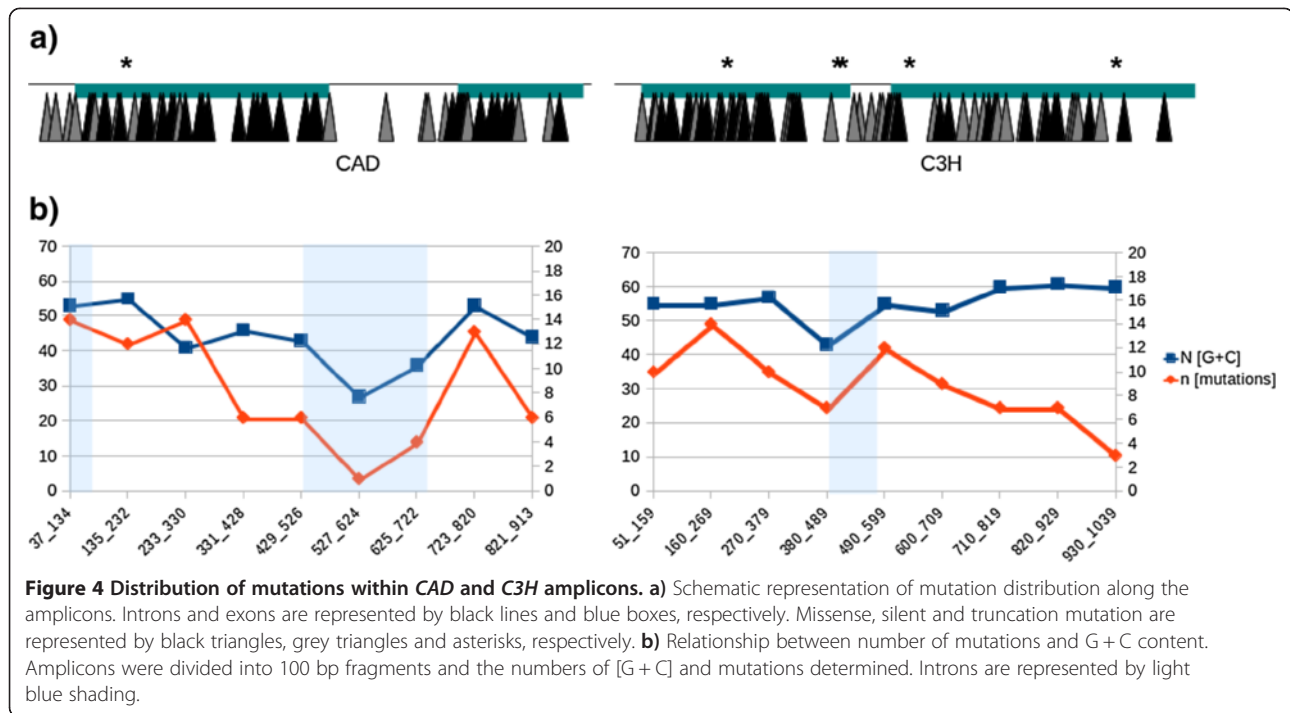 a)
* * ** * *
CAD C3H
b)
70 20 70 20
60 18 60 18
50 16 50 16
40 14 40 14
30 12 30 12
20 10 20 10
10 8 10 8
0 6 0 6
4 4
2 2
0 0
37_134 135_232 233_330 331_428 429_526 527_624 625_722 723_820 821_913
51_159 160_269 270_379 380_489 490_599 600_709 710_819 820_929 930_1039
N [G+C]
n [mutations]
Figure 4 Distribution of mutations within CAD and C3H amplicons. a) Schematic representation of mutation distribution along the
amplicons. Introns and exons are represented by black lines and blue boxes, respectively. Missense, silent and truncation mutation are
represented by black triangles, grey triangles and asterisks, respectively. b) Relationship between number of mutations and G + C content.
Amplicons were divided into 100 bp fragments and the numbers of [G + C] and mutations determined. Introns are represented by light
blue shading.